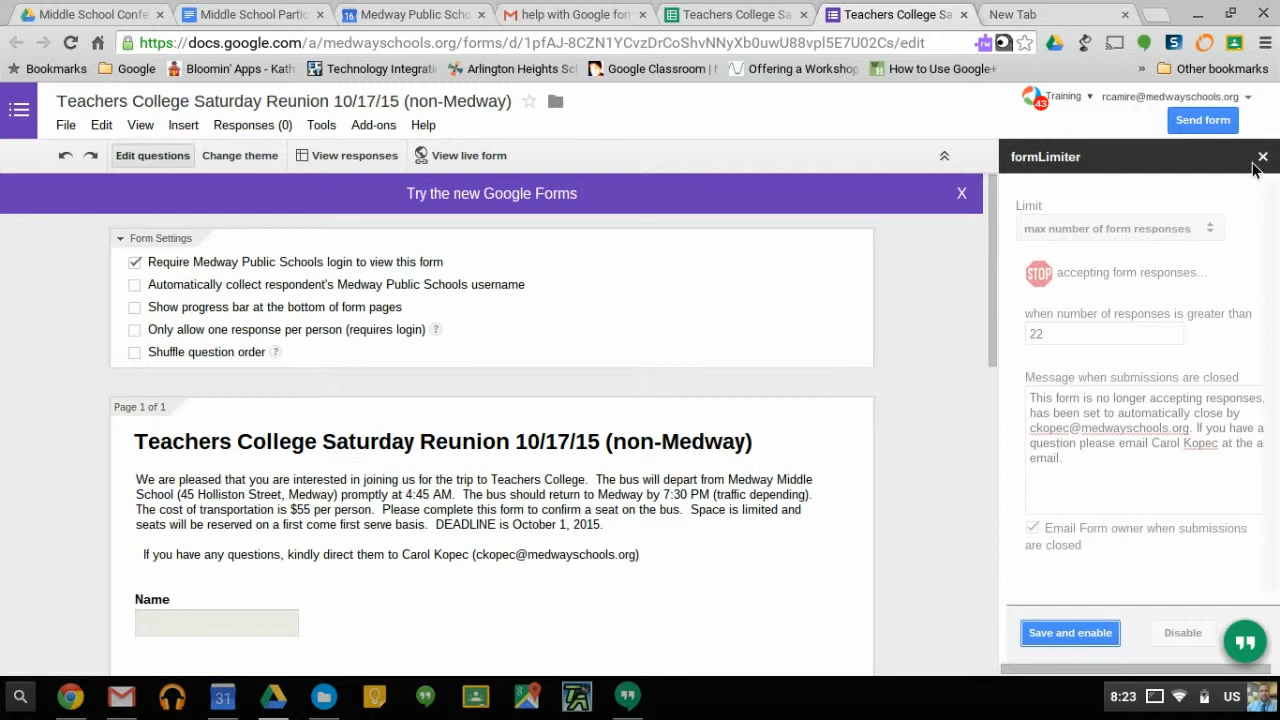 Middle School Confe
Middle School Partic
16
Medway Public Scho
help with Google for
Teachers College Sa
Teachers College Sa
New Tab
https://docs.google.com/a/medwayschools.org/forms/d/1pfAJ-8CZN1YCvzDrCoShvNNyXb0uwU88vpl5E7U02Cs/edit
rw
Bookmarks
Google
Bloomin' Apps - Kath
Technology Integrati
Arlington Heights Sc
Google Classroom |
Offering a Workshop
How to Use Google+
»
Other bookmarks
Teachers College Saturday Reunion 10/17/15 (non-Medway)
43
Training
rcamire@medwayschools.org
Send form
File
Edit
View
Insert
Responses (0)
Tools
Add-ons
Help
Edit questions
Change theme
View responses
View live form
formLimiter
Try the new Google Forms
X
Limit
max number of form responses
STOP
accepting form responses...
when number of responses is greater than
22
Message when submissions are closed
This form is no longer accepting responses,
has been set to automatically close by
ckopec@medwayschools.org. If you have a
question please email Carol Kopec at the a
email.
Email Form owner when submissions
are closed
Save and enable
Disable
Form Settings
Require Medway Public Schools login to view this form
Automatically collect respondent's Medway Public Schools username
Show progress bar at the bottom of form pages
Only allow one response per person (requires login) ?
Shuffle question order ?
Page 1 of 1
Teachers College Saturday Reunion 10/17/15 (non-Medway)
We are pleased that you are interested in joining us for the trip to Teachers College. The bus will depart from Medway Middle
School (45 Holliston Street, Medway) promptly at 4:45 AM. The bus should return to Medway by 7:30 PM (traffic depending).
The cost of transportation is $55 per person. Please complete this form to confirm a seat on the bus. Space is limited and
seats will be reserved on a first come first serve basis. DEADLINE is October 1, 2015.
If you have any questions, kindly direct them to Carol Kopec (ckopec@medwayschools.org)
Name
31
8:23
US